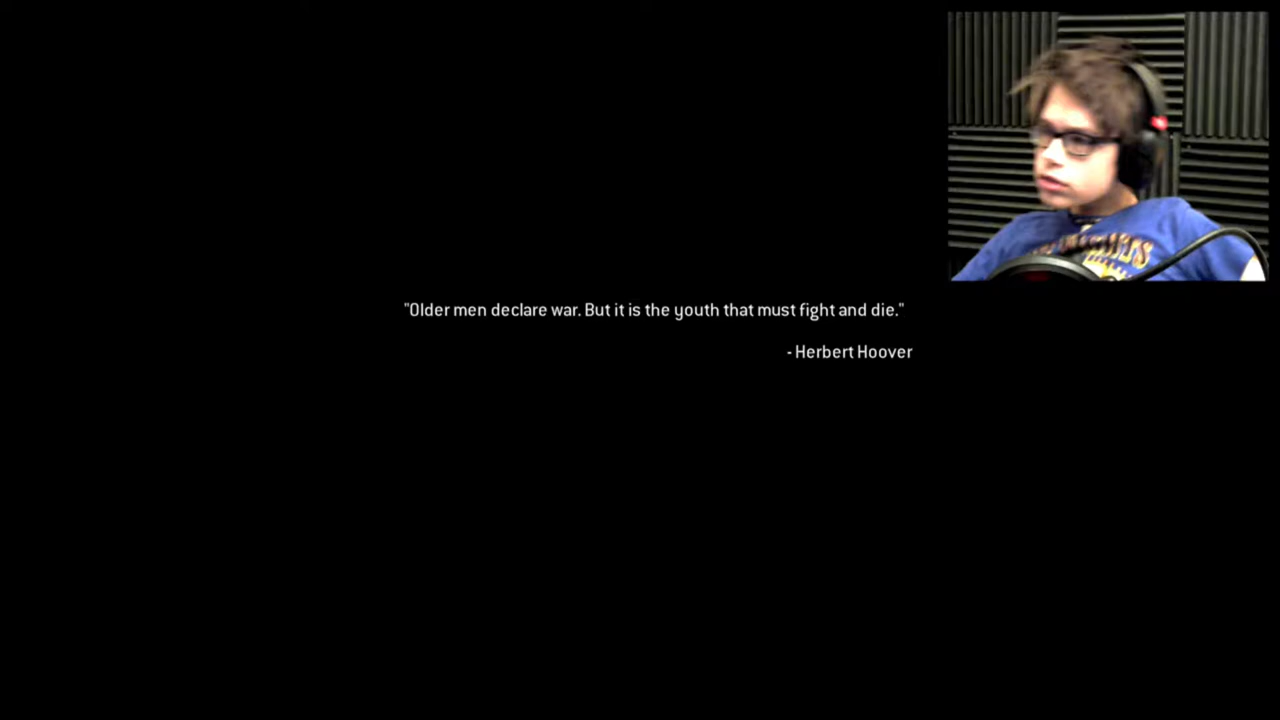 "Older men declare war. But it is the youth that must fight and die."
- Herbert Hoover